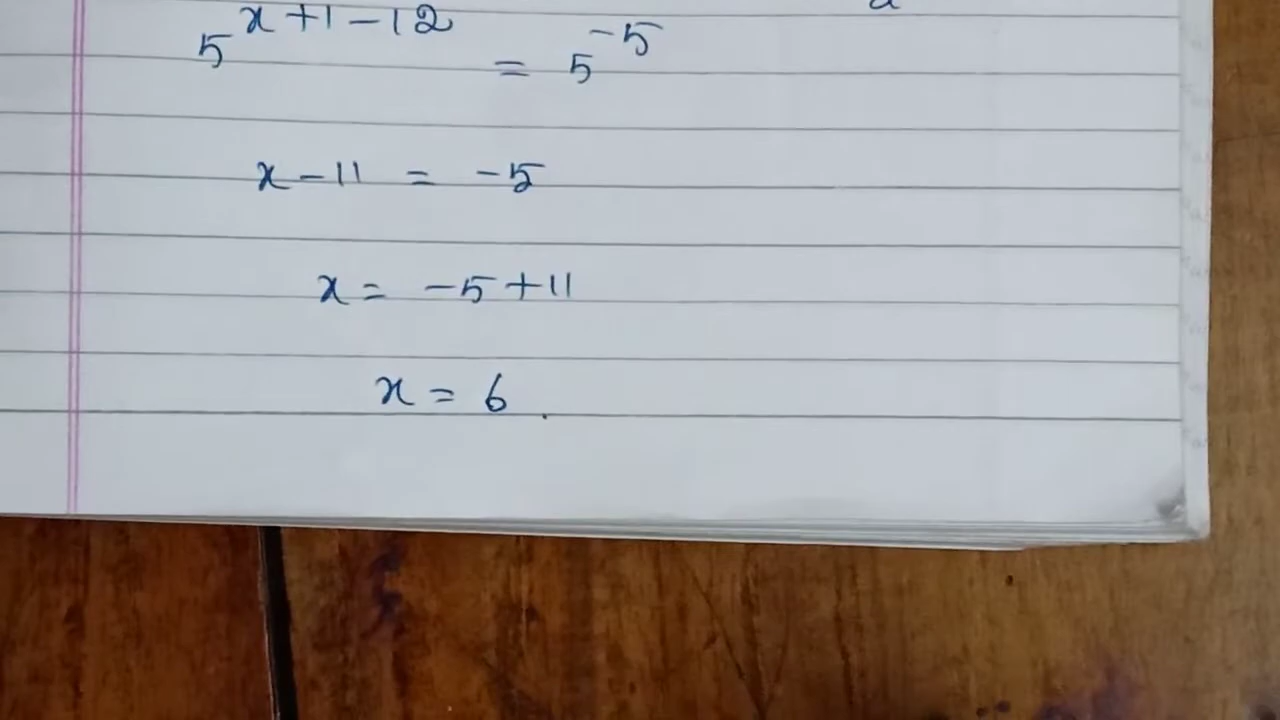 5^{x+1-12} = 5^{-5}
x - 11 = -5
x = -5 + 11
x = 6.